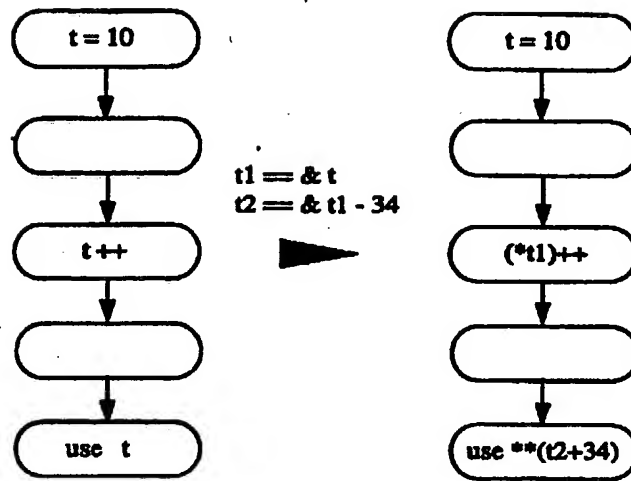 t = 10
t ++
use t
t1 == & t
t2 == & t1 - 34
t = 10
(*t1)++
use **(t2+34)